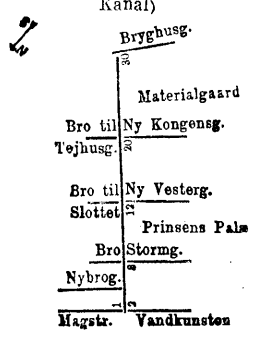 Kanal)
Bryghusg.
30
Materialgaard
Bro til Ny Kongensg.
Tøjhusg. 20
Bro til Ny Vesterg.
Slottet 12
Prinsens Palæ
Bro Stormg.
8
Nybrog.
1 2
Magstr. Vandkunsten
N